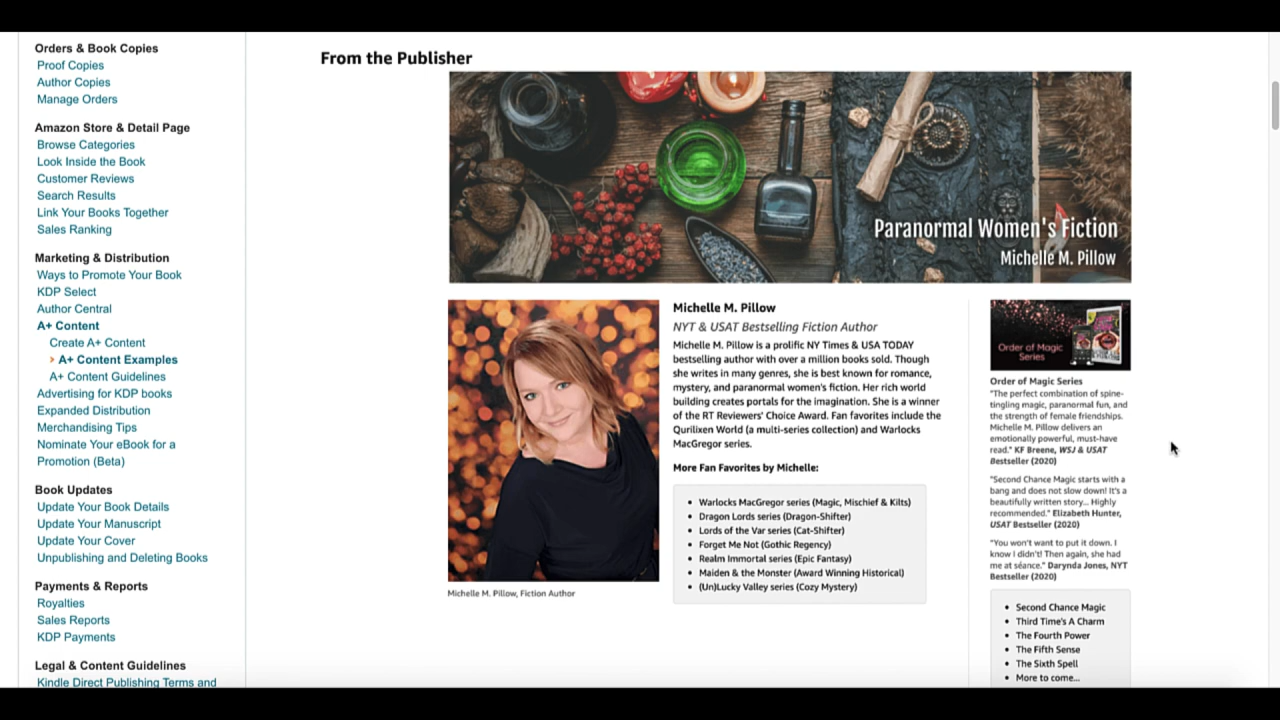 Orders & Book Copies
Proof Copies
Author Copies
Manage Orders
Amazon Store & Detail Page
Browse Categories
Look Inside the Book
Customer Reviews
Search Results
Link Your Books Together
Sales Ranking
Marketing & Distribution
Ways to Promote Your Book
KDP Select
Author Central
A+ Content
Create A+ Content
› A+ Content Examples
A+ Content Guidelines
Advertising for KDP books
Expanded Distribution
Merchandising Tips
Nominate Your eBook for a
Promotion (Beta)
Book Updates
Update Your Book Details
Update Your Manuscript
Update Your Cover
Unpublishing and Deleting Books
Payments & Reports
Royalties
Sales Reports
KDP Payments
Legal & Content Guidelines
Kindle Direct Publishing Terms and
From the Publisher
Paranormal Women's Fiction
Michelle M. Pillow
Michelle M. Pillow, Fiction Author
Michelle M. Pillow
NYT & USAT Bestselling Fiction Author
Michelle M. Pillow is a prolific NY Times & USA TODAY
bestselling author with over a million books sold. Though
she writes in many genres, she is best known for romance,
mystery, and paranormal women's fiction. Her rich world
building creates portals for the imagination. She is a winner
of the RT Reviewers' Choice Award. Fan favorites include the
Qurilixen World (a multi-series collection) and Warlocks
MacGregor series.
More Fan Favorites by Michelle:
• Warlocks MacGregor series (Magic, Mischief & Kilts)
• Dragon Lords series (Dragon-Shifter)
• Lords of the Var series (Cat-Shifter)
• Forget Me Not (Gothic Regency)
• Realm Immortal series (Epic Fantasy)
• Maiden & the Monster (Award Winning Historical)
• (Un)Lucky Valley series (Cozy Mystery)
Order of Magic
Series
Order of Magic Series
"The perfect combination of spine-
tingling magic, paranormal fun, and
the strength of female friendships.
Michelle M. Pillow delivers an
emotionally powerful, must-have
read." KF Breene, WSJ & USAT
Bestseller (2020)
"Second Chance Magic starts with a
bang and does not slow down! It's a
beautifully written story... Highly
recommended." Elizabeth Hunter,
USAT Bestseller (2020)
"You won't want to put it down. I
know I didn't! Then again, she had
me at séance." Darynda Jones, NYT
Bestseller (2020)
• Second Chance Magic
• Third Time's A Charm
• The Fourth Power
• The Fifth Sense
• The Sixth Spell
• More to come...